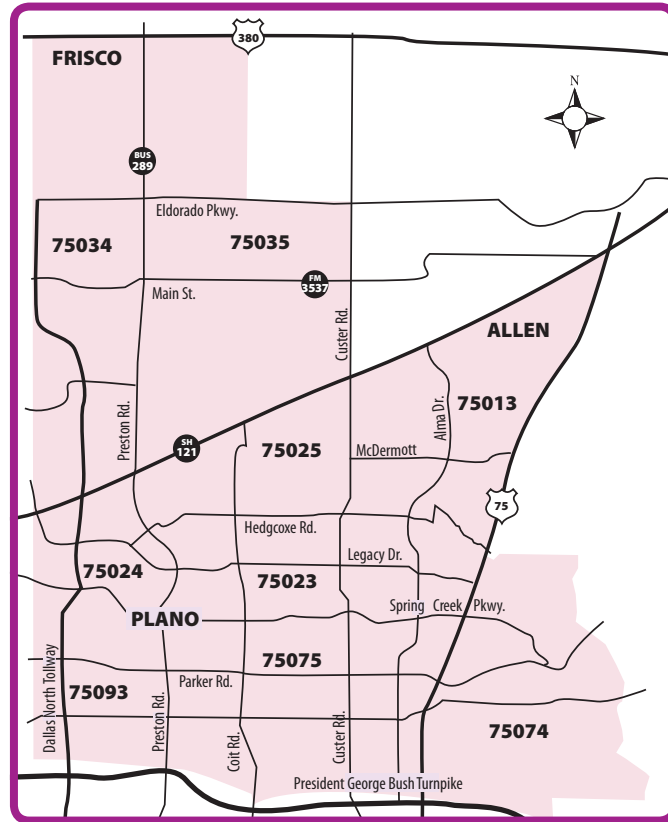 380
FRISCO
N
BUS
289
Eldorado Pkwy.
75034
75035
FM
3537
Main St.
Custer Rd.
ALLEN
75013
Alma Dr.
Preston Rd.
SH
121
75025
McDermott
75
Hedgcoxe Rd.
Legacy Dr.
75024
75023
Spring Creek Pkwy.
PLANO
75075
Dallas North Tollway
Parker Rd.
75093
Preston Rd.
Coit Rd.
Custer Rd.
75074
President George Bush Turnpike